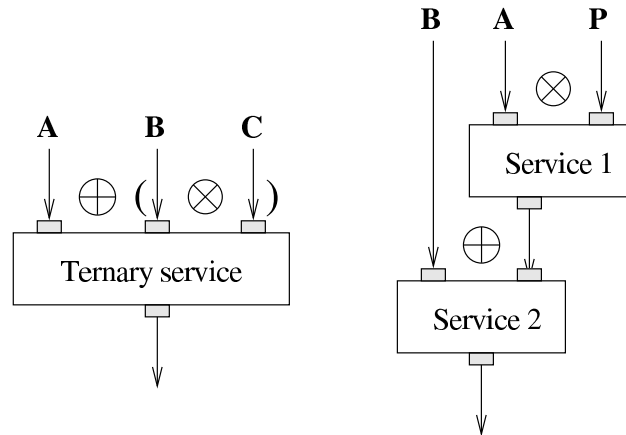 A ⊕ ( B ⊗ C )
Ternary service
B A P
⊗
Service 1
⊕
Service 2